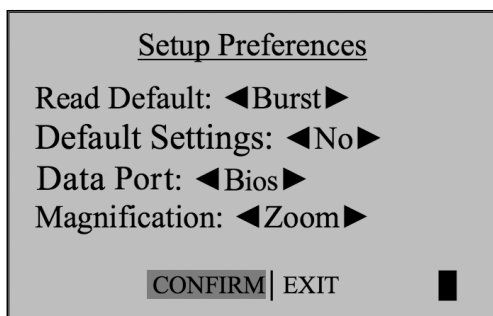 Setup Preferences
Read Default: ◀Burst▶
Default Settings: ◀No▶
Data Port: ◀Bios▶
Magnification: ◀Zoom▶
CONFIRM| EXIT